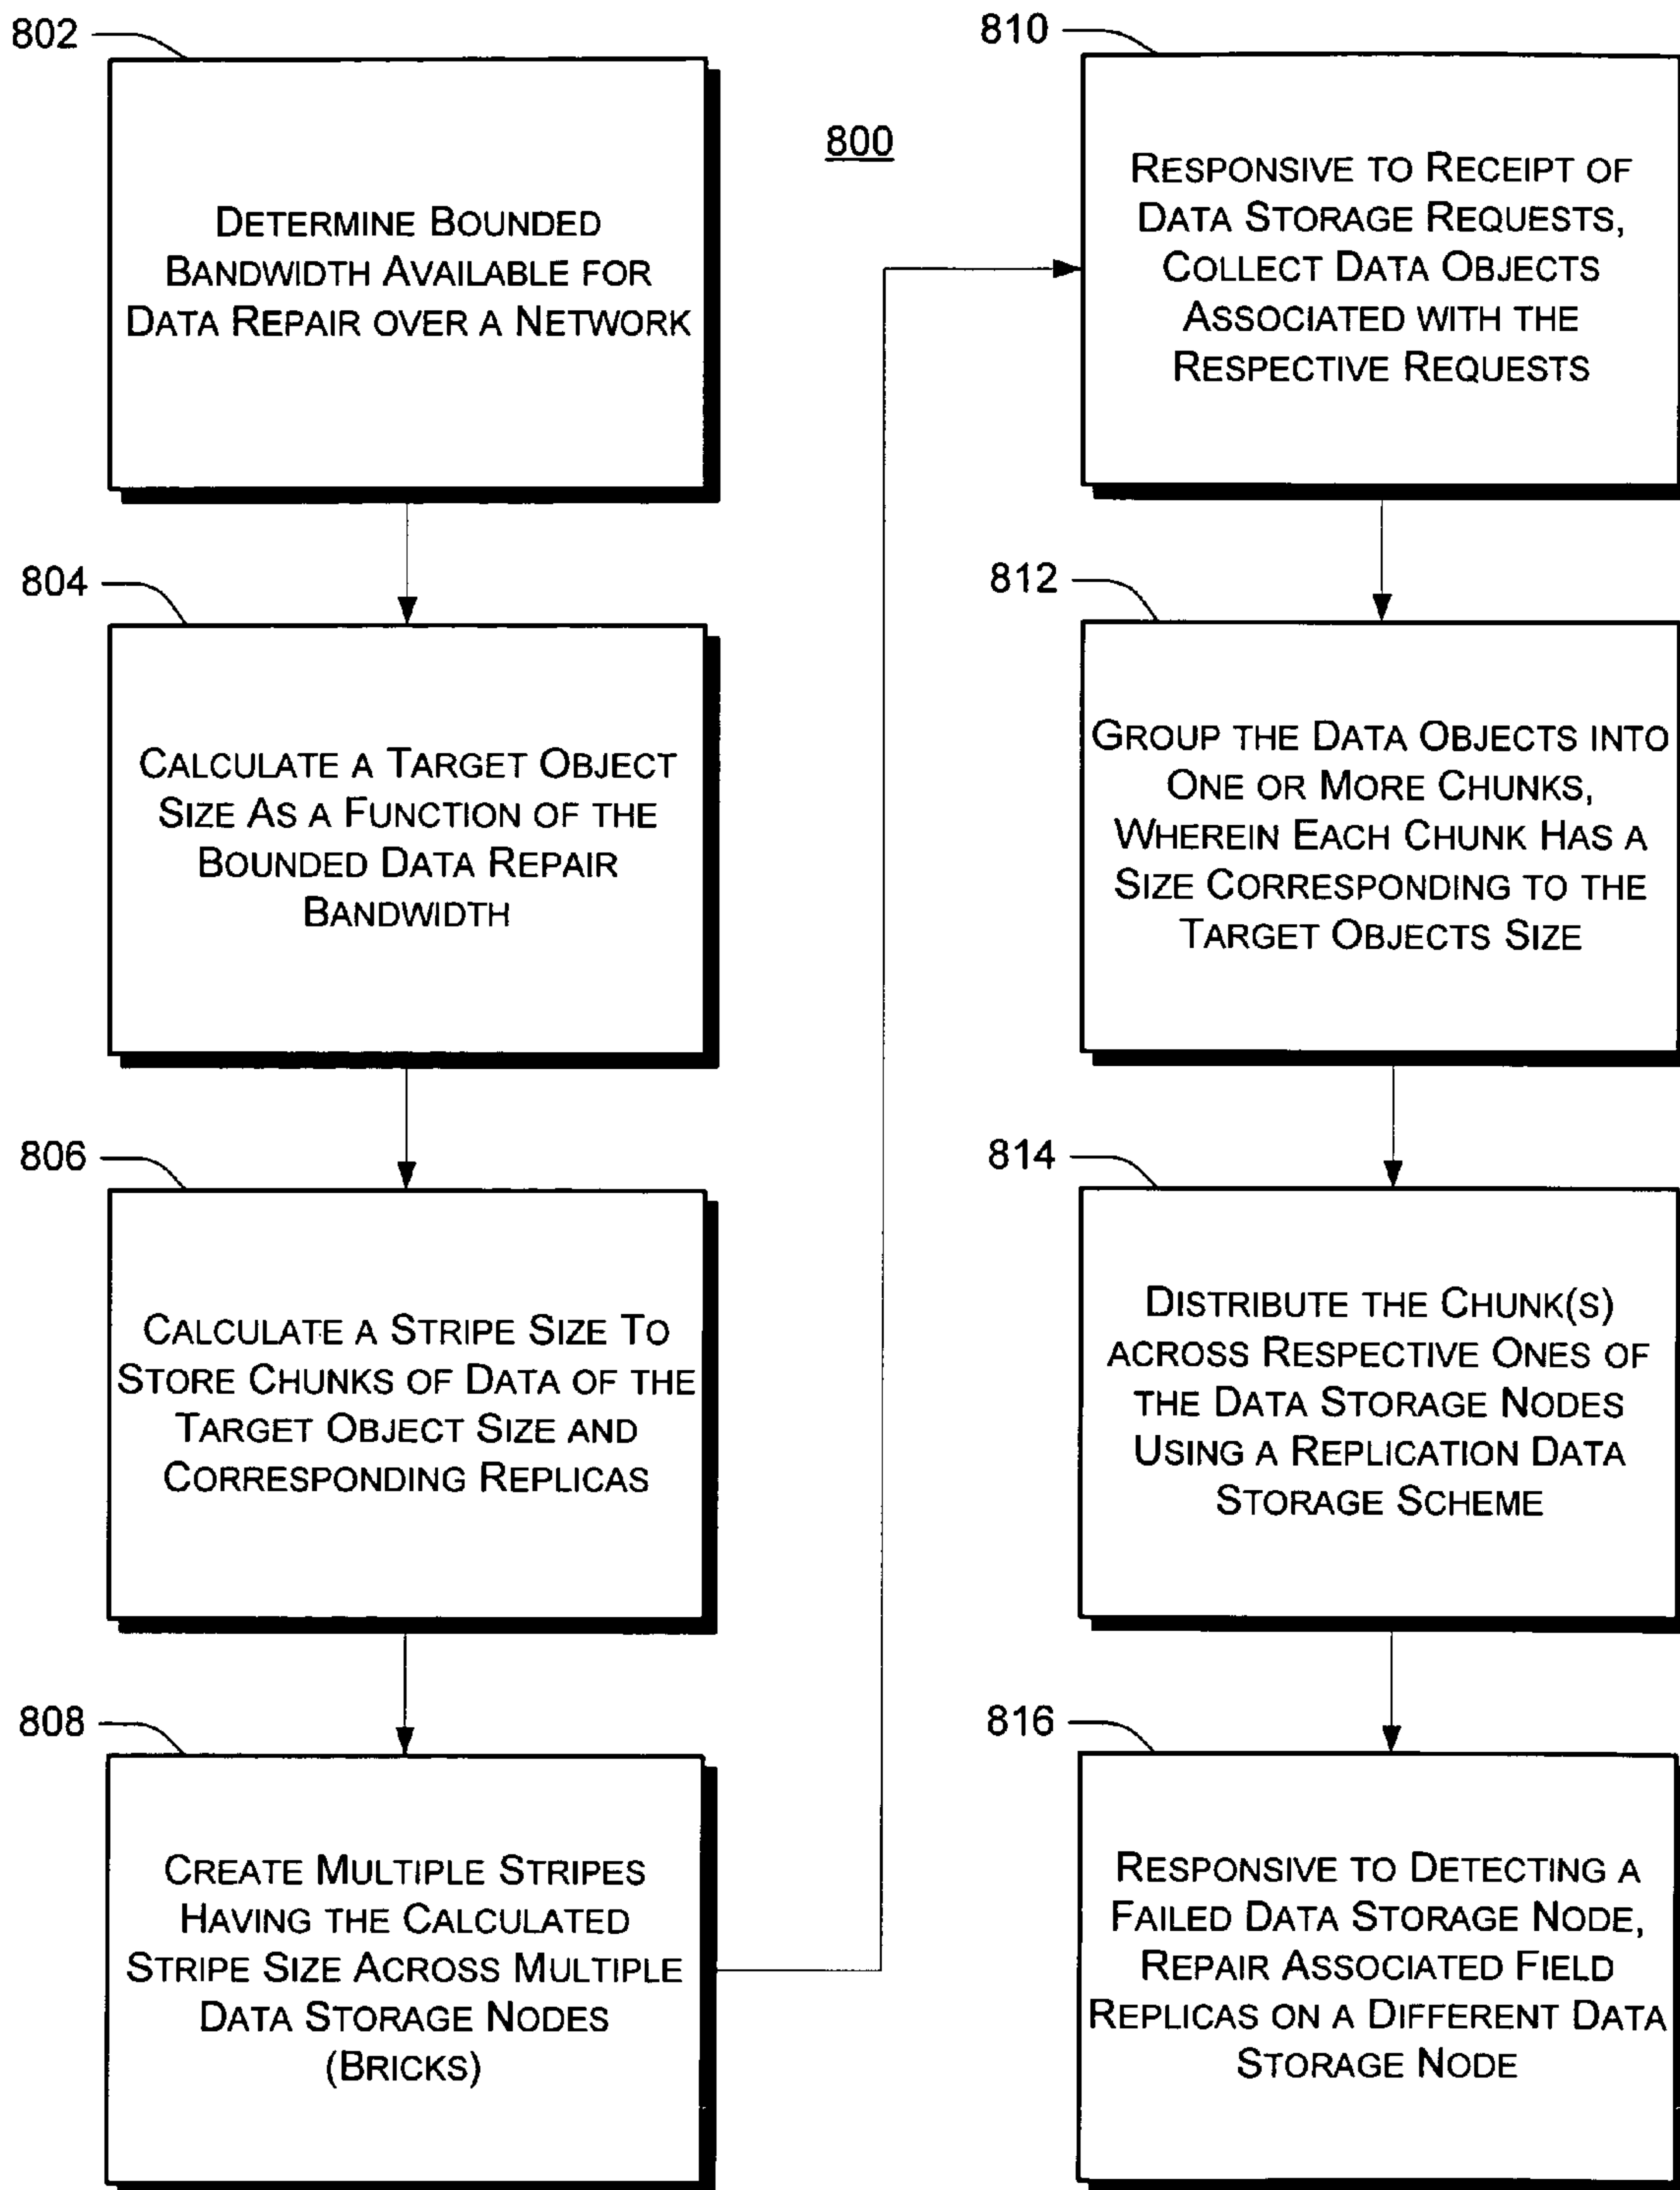 802
DETERMINE BOUNDED
BANDWIDTH AVAILABLE FOR
DATA REPAIR OVER A NETWORK
804
CALCULATE A TARGET OBJECT
SIZE AS A FUNCTION OF THE
BOUNDED DATA REPAIR
BANDWIDTH
806
CALCULATE A STRIPE SIZE TO
STORE CHUNKS OF DATA OF THE
TARGET OBJECT SIZE AND
CORRESPONDING REPLICAS
808
CREATE MULTIPLE STRIPES
HAVING THE CALCULATED
STRIPE SIZE ACROSS MULTIPLE
DATA STORAGE NODES
(BRICKS)
800
810
RESPONSIVE TO RECEIPT OF
DATA STORAGE REQUESTS,
COLLECT DATA OBJECTS
ASSOCIATED WITH THE
RESPECTIVE REQUESTS
812
GROUP THE DATA OBJECTS INTO
ONE OR MORE CHUNKS,
WHEREIN EACH CHUNK HAS A
SIZE CORRESPONDING TO THE
TARGET OBJECTS SIZE
814
DISTRIBUTE THE CHUNK(S)
ACROSS RESPECTIVE ONES OF
THE DATA STORAGE NODES
USING A REPLICATION DATA
STORAGE SCHEME
816
RESPONSIVE TO DETECTING A
FAILED DATA STORAGE NODE,
REPAIR ASSOCIATED FIELD
REPLICAS ON A DIFFERENT DATA
STORAGE NODE